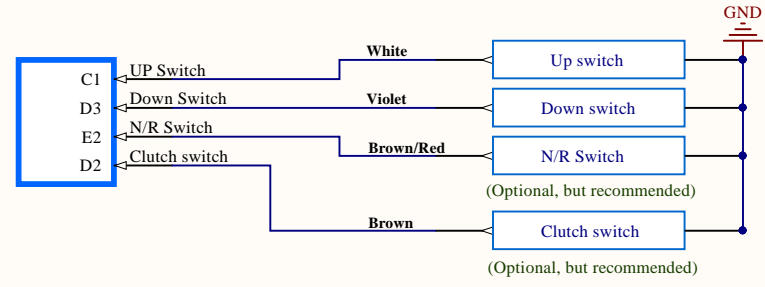 GND
White
C1 UP Switch Up switch
Violet
D3 Down Switch Down switch
E2 N/R Switch Brown/Red N/R Switch
D2 Clutch switch
(Optional, but recommended)
Brown Clutch switch
(Optional, but recommended)